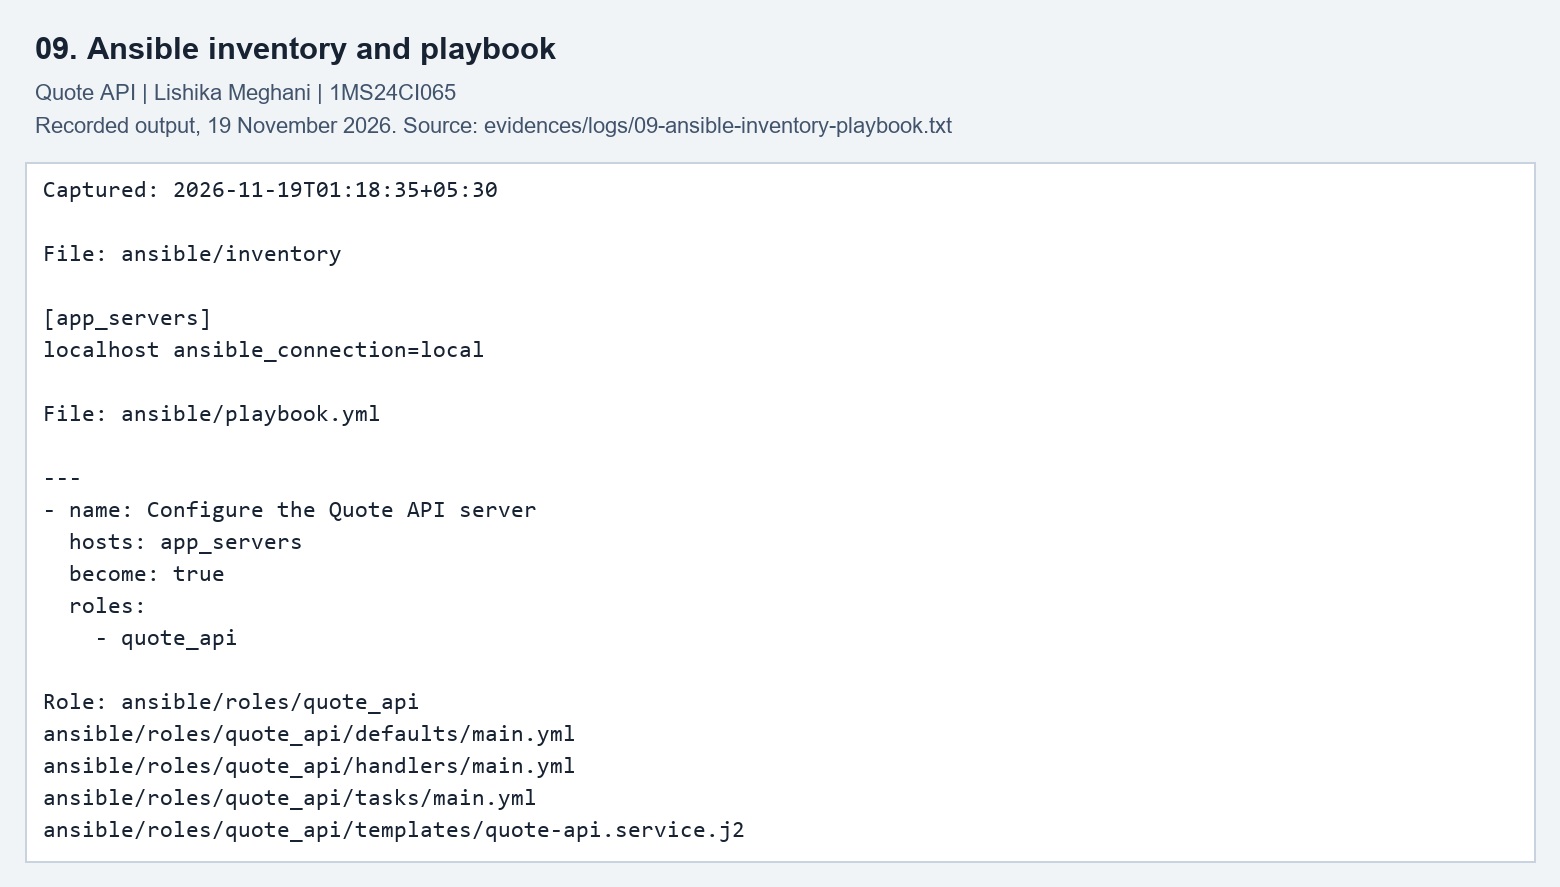 09. Ansible inventory and playbook
Quote API | Lishika Meghani | 1MS24CI065
Recorded output, 19 November 2026. Source: evidences/logs/09-ansible-inventory-playbook.txt
Captured: 2026-11-19T01:18:35+05:30
File: ansible/inventory
[app_servers]
localhost ansible_connection=local
File: ansible/playbook.yml
---
- name: Configure the Quote API server
  hosts: app_servers
  become: true
  roles:
    - quote_api
Role: ansible/roles/quote_api
ansible/roles/quote_api/defaults/main.yml
ansible/roles/quote_api/handlers/main.yml
ansible/roles/quote_api/tasks/main.yml
ansible/roles/quote_api/templates/quote-api.service.j2